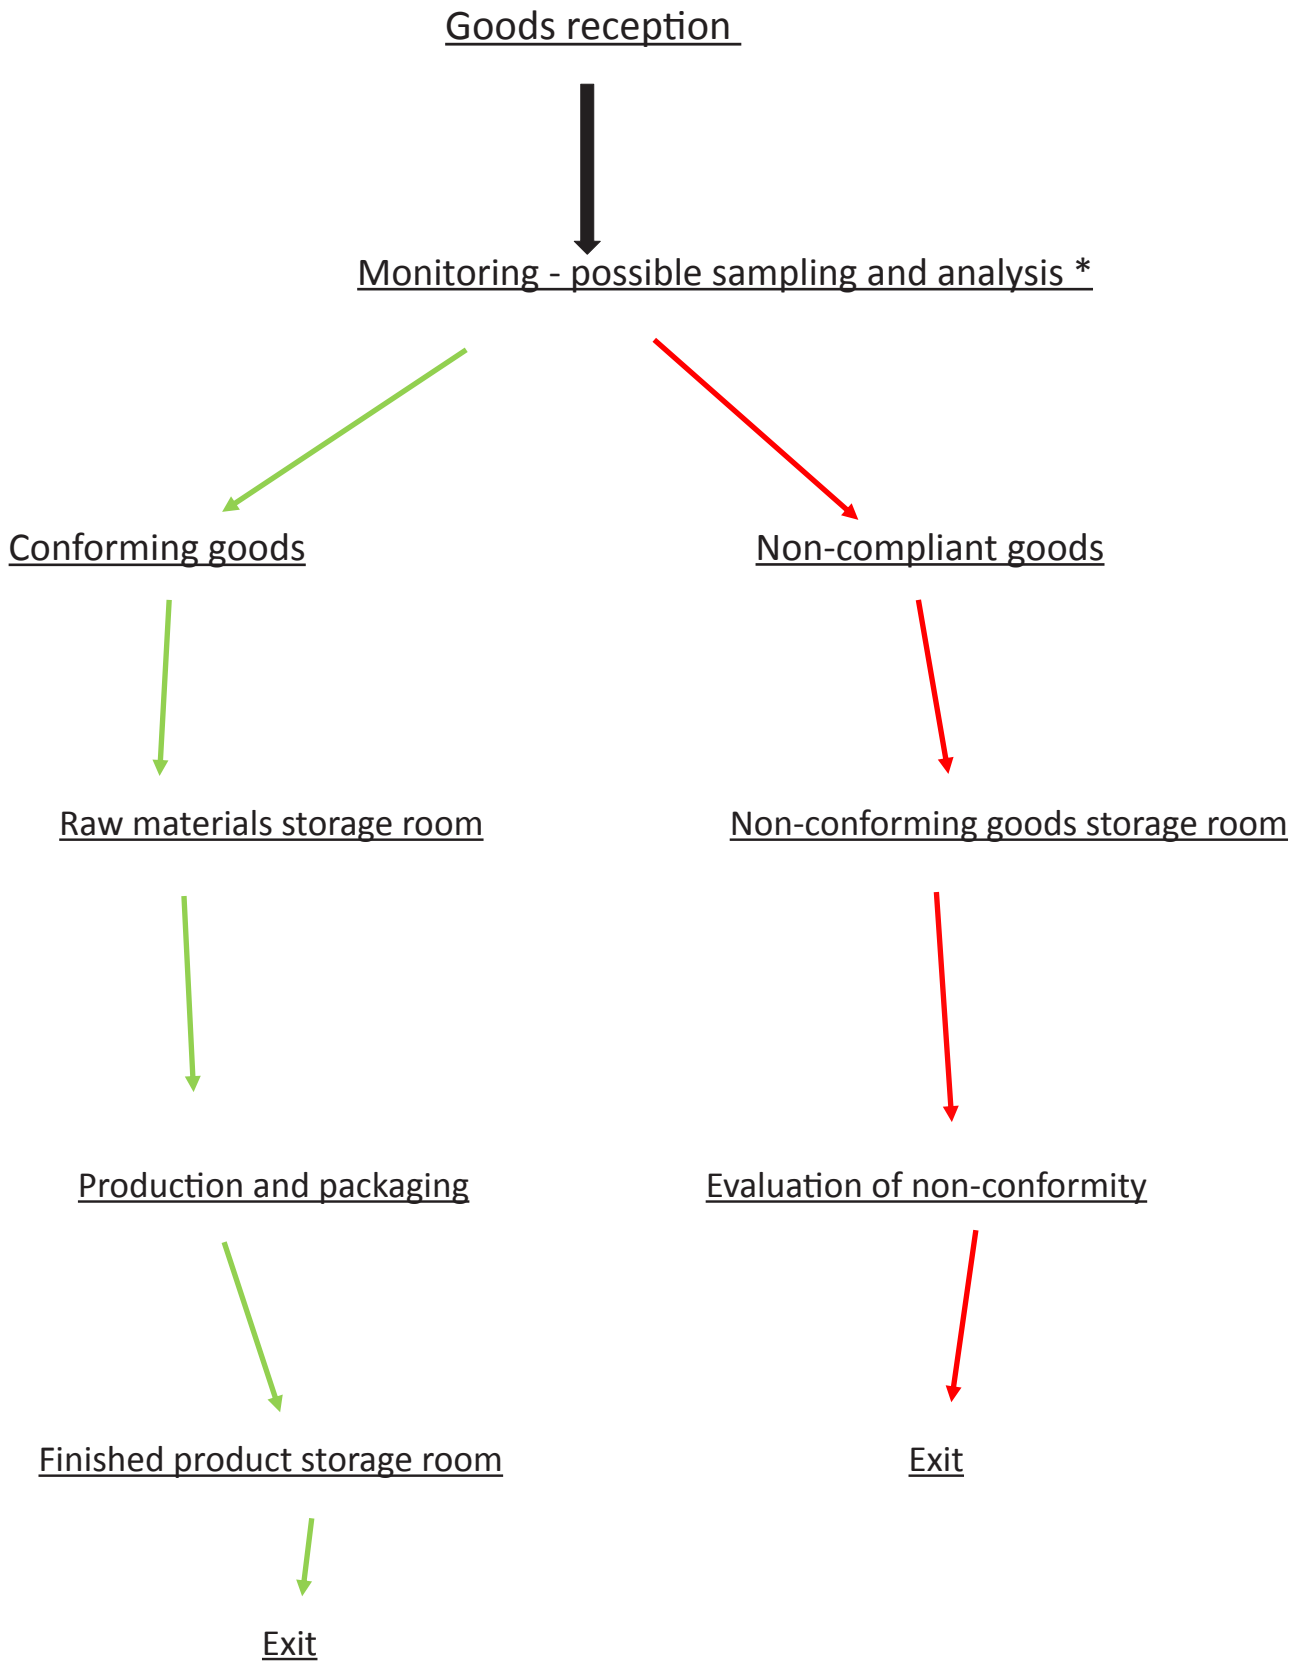 Goods reception
Monitoring - possible sampling and analysis *
Conforming goods
Non-compliant goods
Raw materials storage room
Non-conforming goods storage room
Production and packaging
Evaluation of non-conformity
Finished product storage room
Exit
Exit